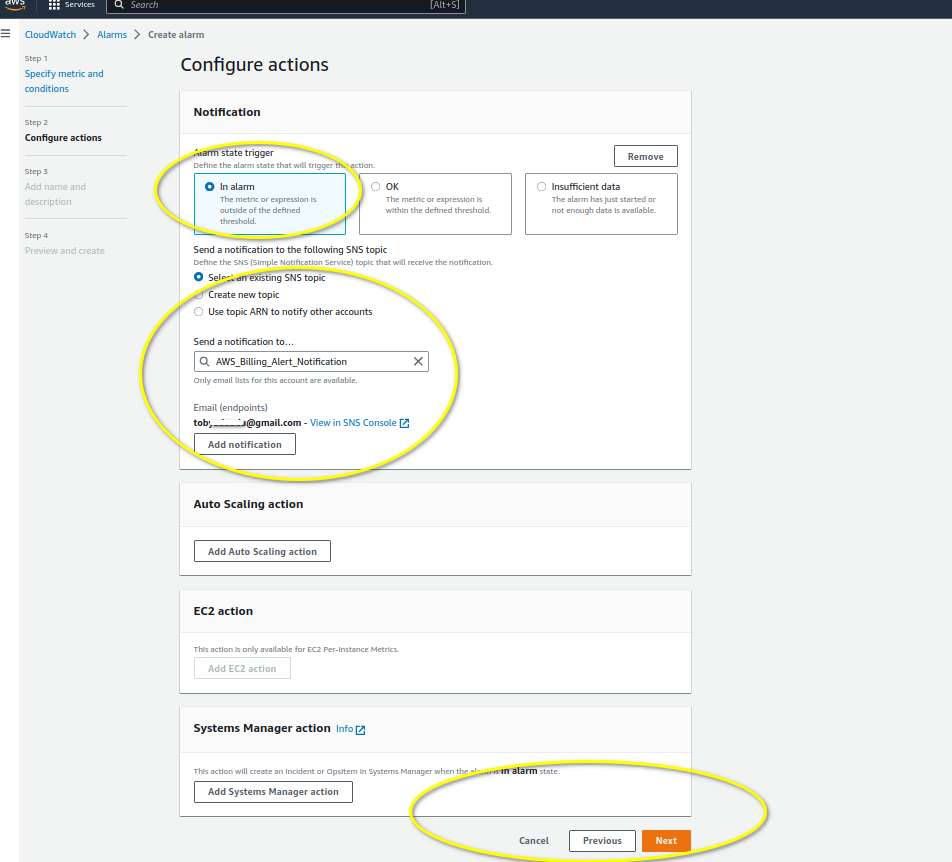 aws
Services
Search
[Alt+S]
CloudWatch > Alarms > Create alarm
Step 1
Specify metric and
conditions
Step 2
Configure actions
Step 3
Add name and
description
Step 4
Preview and create
Configure actions
Notification
Alarm state trigger
Define the alarm state that will trigger this action.
Remove
In alarm
The metric or expression is
outside of the defined
threshold.
OK
The metric or expression is
within the defined threshold.
Insufficient data
The alarm has just started or
not enough data is available.
Send a notification to the following SNS topic
Define the SNS (Simple Notification Service) topic that will receive the notification.
Select an existing SNS topic
Create new topic
Use topic ARN to notify other accounts
Send a notification to...
AWS_Billing_Alert_Notification
Only email lists for this account are available.
Email (endpoints)
@gmail.com - View in SNS Console
Add notification
Auto Scaling action
Add Auto Scaling action
EC2 action
This action is only available for EC2 Per-Instance Metrics.
Add EC2 action
Systems Manager action Info
This action will create an Incident or OpsItem in Systems Manager when the alarm is In alarm state.
Add Systems Manager action
Cancel
Previous
Next